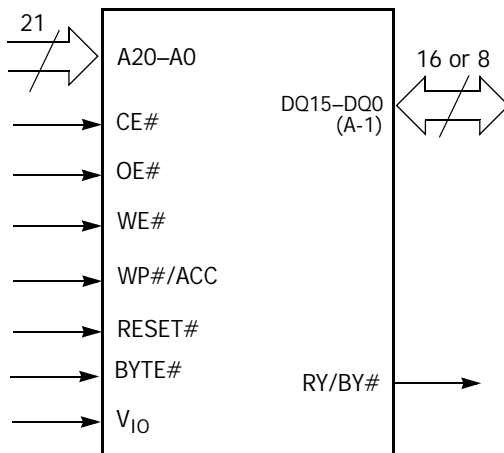 21
A20–A0
16 or 8
DQ15–DQ0
(A-1)
CE#
OE#
WE#
WP#/ACC
RESET#
BYTE#
RY/BY#
VIO